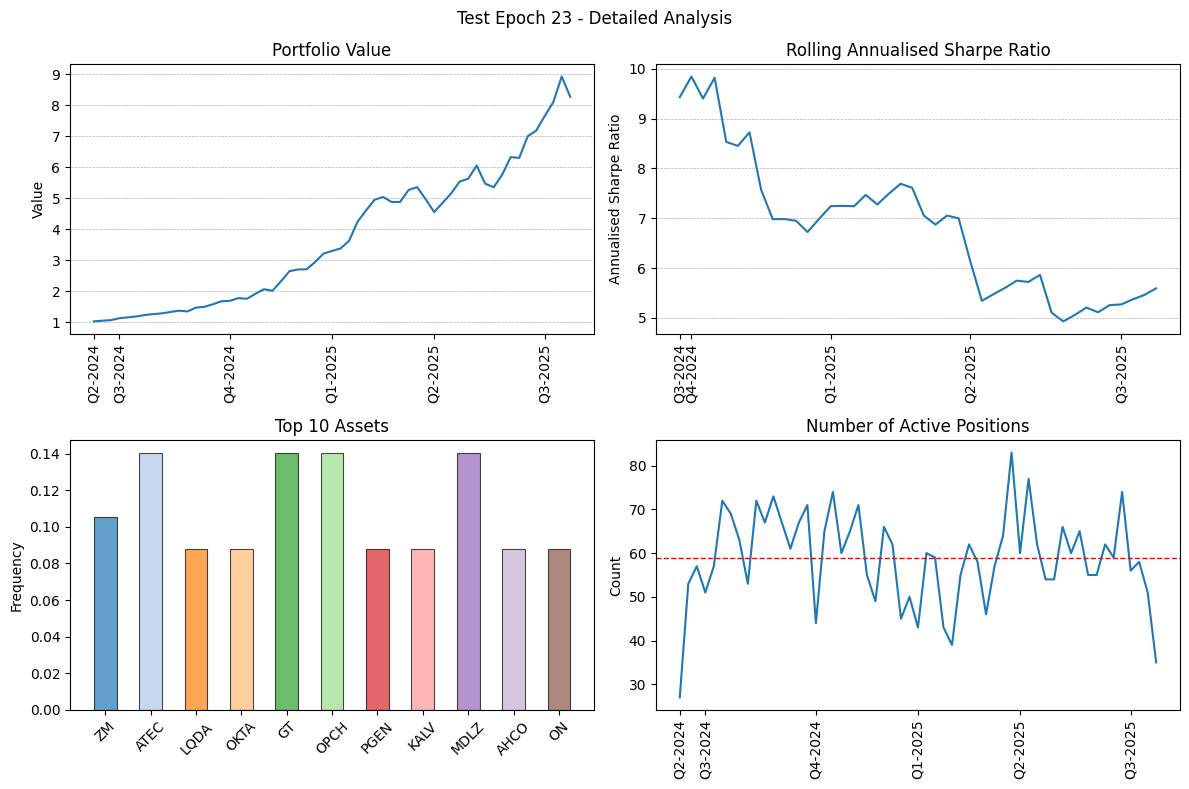 Test Epoch 23 - Detailed Analysis
Portfolio Value
Value
9
8
7
6
5
4
3
2
1
Q2-2024
Q3-2024
Q4-2024
Q1-2025
Q2-2025
Q3-2025
Rolling Annualised Sharpe Ratio
Annualised Sharpe Ratio
10
9
8
7
6
5
Q3-2024
Q4-2024
Q1-2025
Q2-2025
Q3-2025
Top 10 Assets
Frequency
0.14
0.12
0.10
0.08
0.06
0.04
0.02
0.00
ZM
ATEC
LQDA
OKTA
GT
OPCH
PGEN
KALV
MDLZ
AHCO
ON
Number of Active Positions
Count
80
70
60
50
40
30
Q2-2024
Q3-2024
Q4-2024
Q1-2025
Q2-2025
Q3-2025